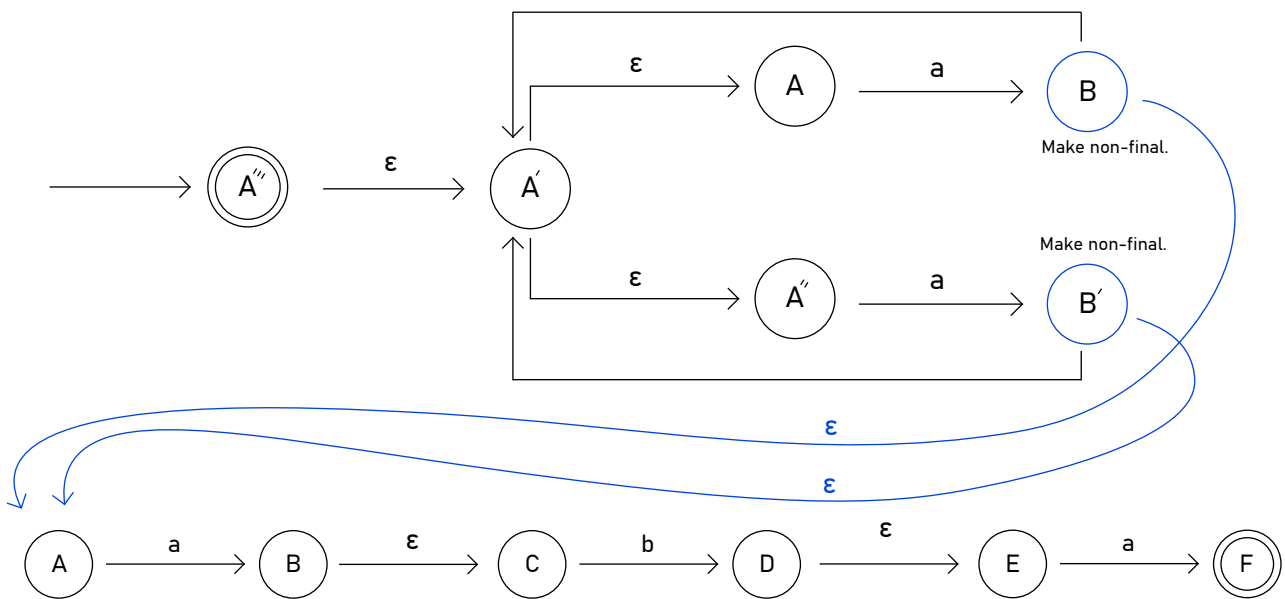 ε
A
a
B
Make non-final.
A‴
ε
A′
Make non-final.
ε
A″
a
B′
ε
ε
A
a
B
ε
C
b
D
ε
E
a
F